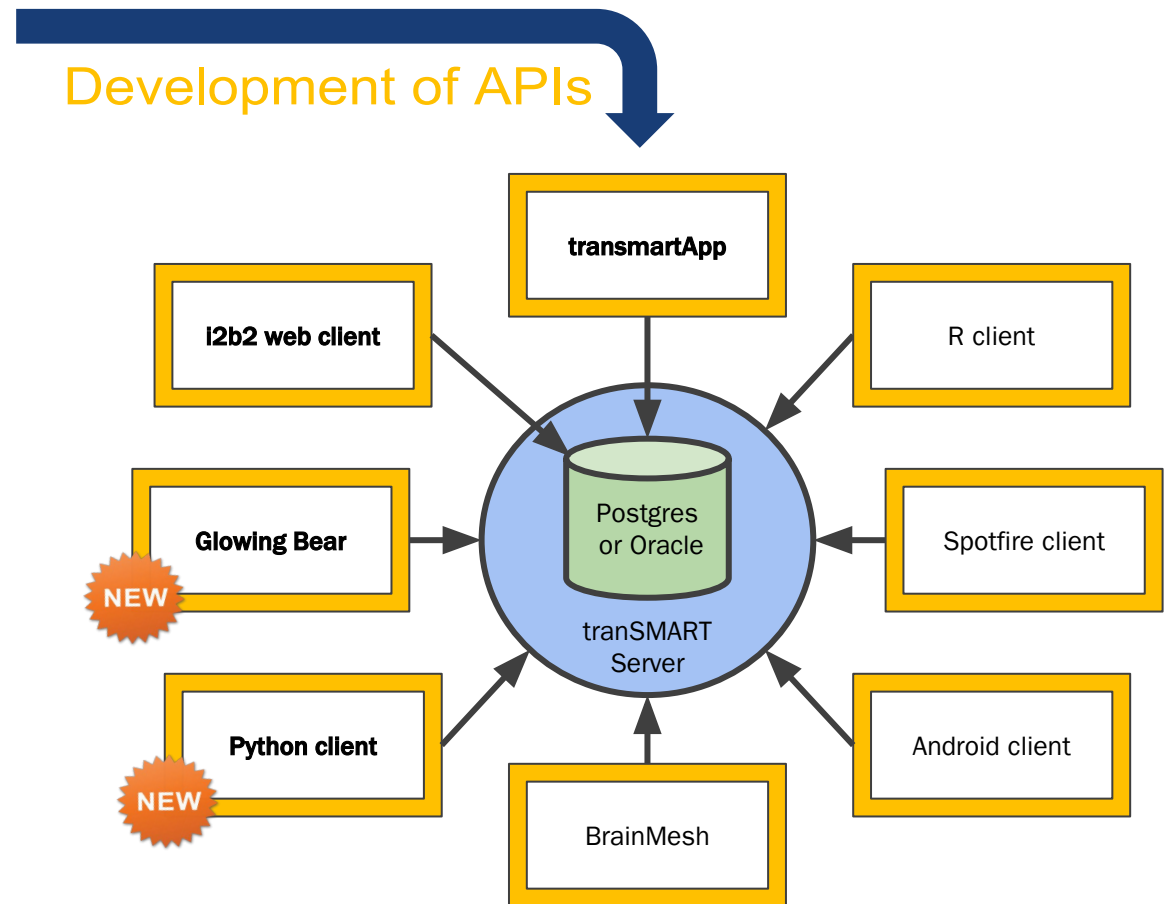 Development of APIs
transmartApp
i2b2 web client
R client
Postgres
or Oracle
Glowing Bear
Spotfire client
NEW
tranSMART
Server
Python client
Android client
NEW
BrainMesh